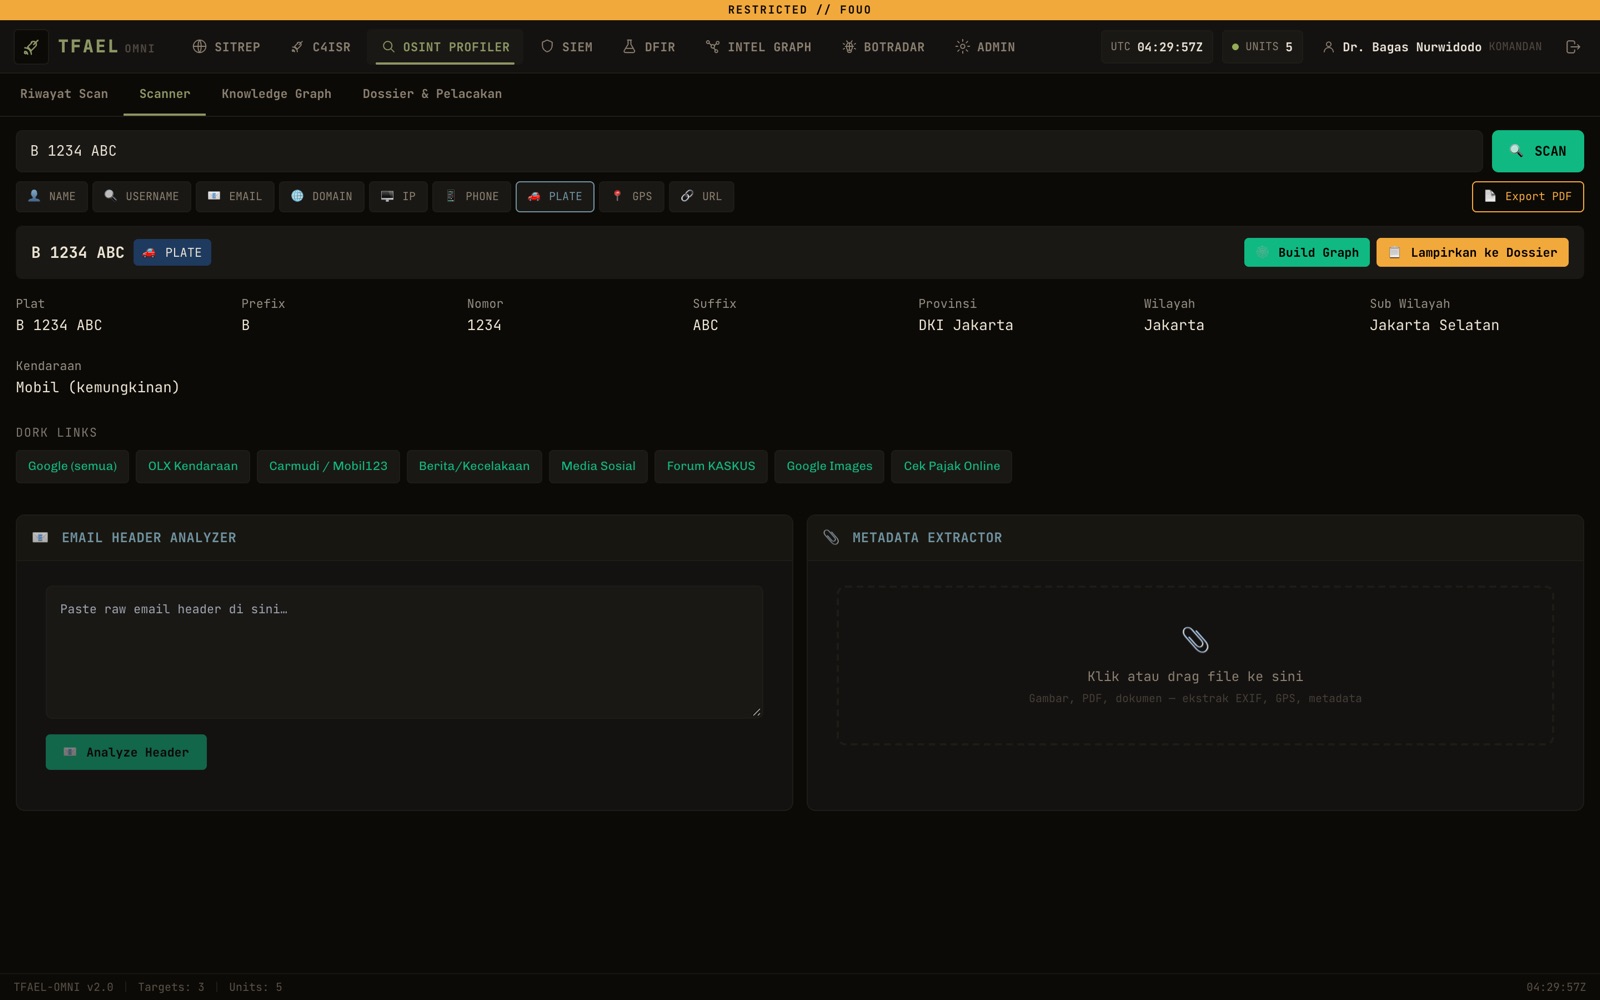 RESTRICTED // FOUO
TFAEL OMNI SITREP C4ISR OSINT PROFILER SIEM DFIR INTEL GRAPH BOTRADAR ADMIN UTC 04:29:57Z UNITS 5 Dr. Bagas Nurwidodo KOMANDAN
Riwayat Scan Scanner Knowledge Graph Dossier & Pelacakan
B 1234 ABC SCAN
NAME USERNAME EMAIL DOMAIN IP PHONE PLATE GPS URL Export PDF
B 1234 ABC PLATE Build Graph Lampirkan ke Dossier
Plat Prefix Nomor Suffix Provinsi Wilayah Sub Wilayah
B 1234 ABC B 1234 ABC DKI Jakarta Jakarta Jakarta Selatan
Kendaraan
Mobil (kemungkinan)
DORK LINKS
Google (semua) OLX Kendaraan Carmudi / Mobil123 Berita/Kecelakaan Media Sosial Forum KASKUS Google Images Cek Pajak Online
EMAIL HEADER ANALYZER
Paste raw email header di sini…
Analyze Header
METADATA EXTRACTOR
Klik atau drag file ke sini
Gambar, PDF, dokumen — ekstrak EXIF, GPS, metadata
TFAEL-OMNI v2.0 | Targets: 3 | Units: 5 04:29:57Z